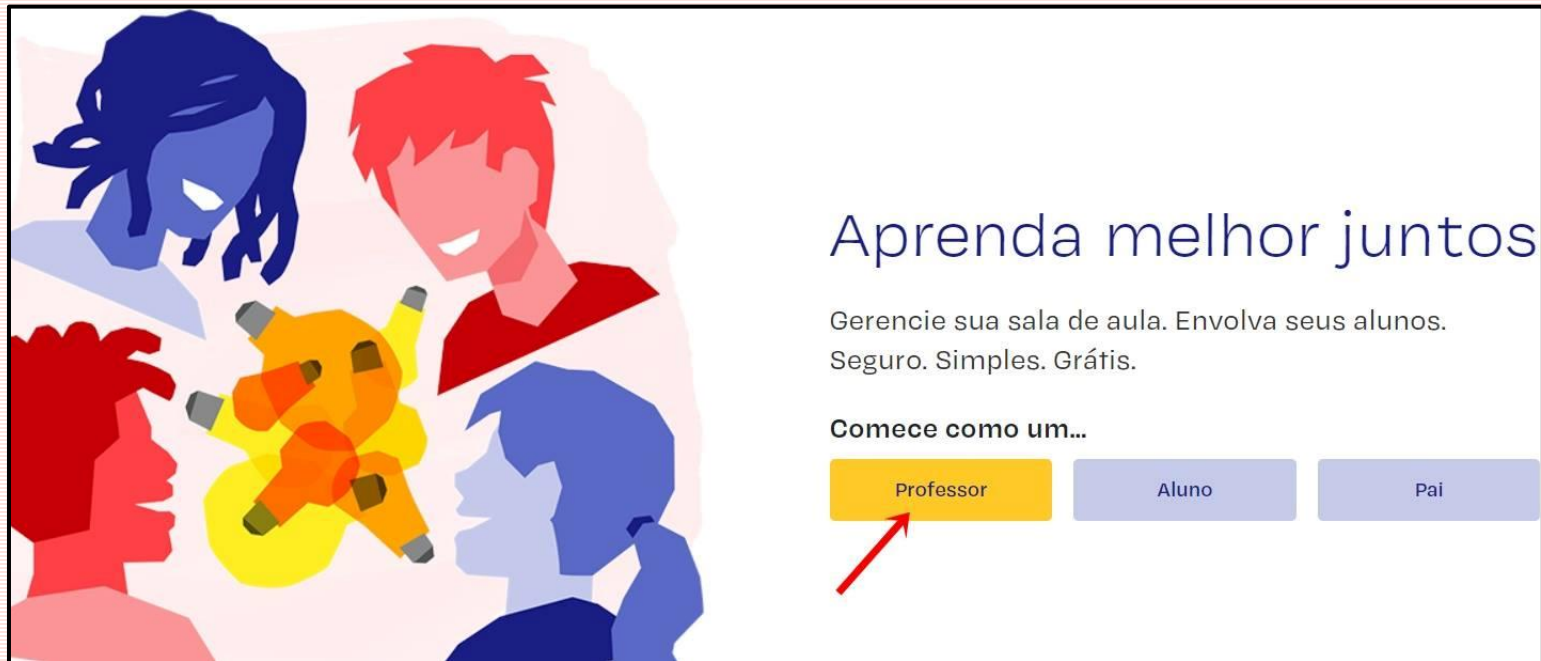 Aprenda melhor juntos
Gerencie sua sala de aula. Envolva seus alunos.
Seguro. Simples. Grátis.
Comece como um...
Professor
Aluno
Pai